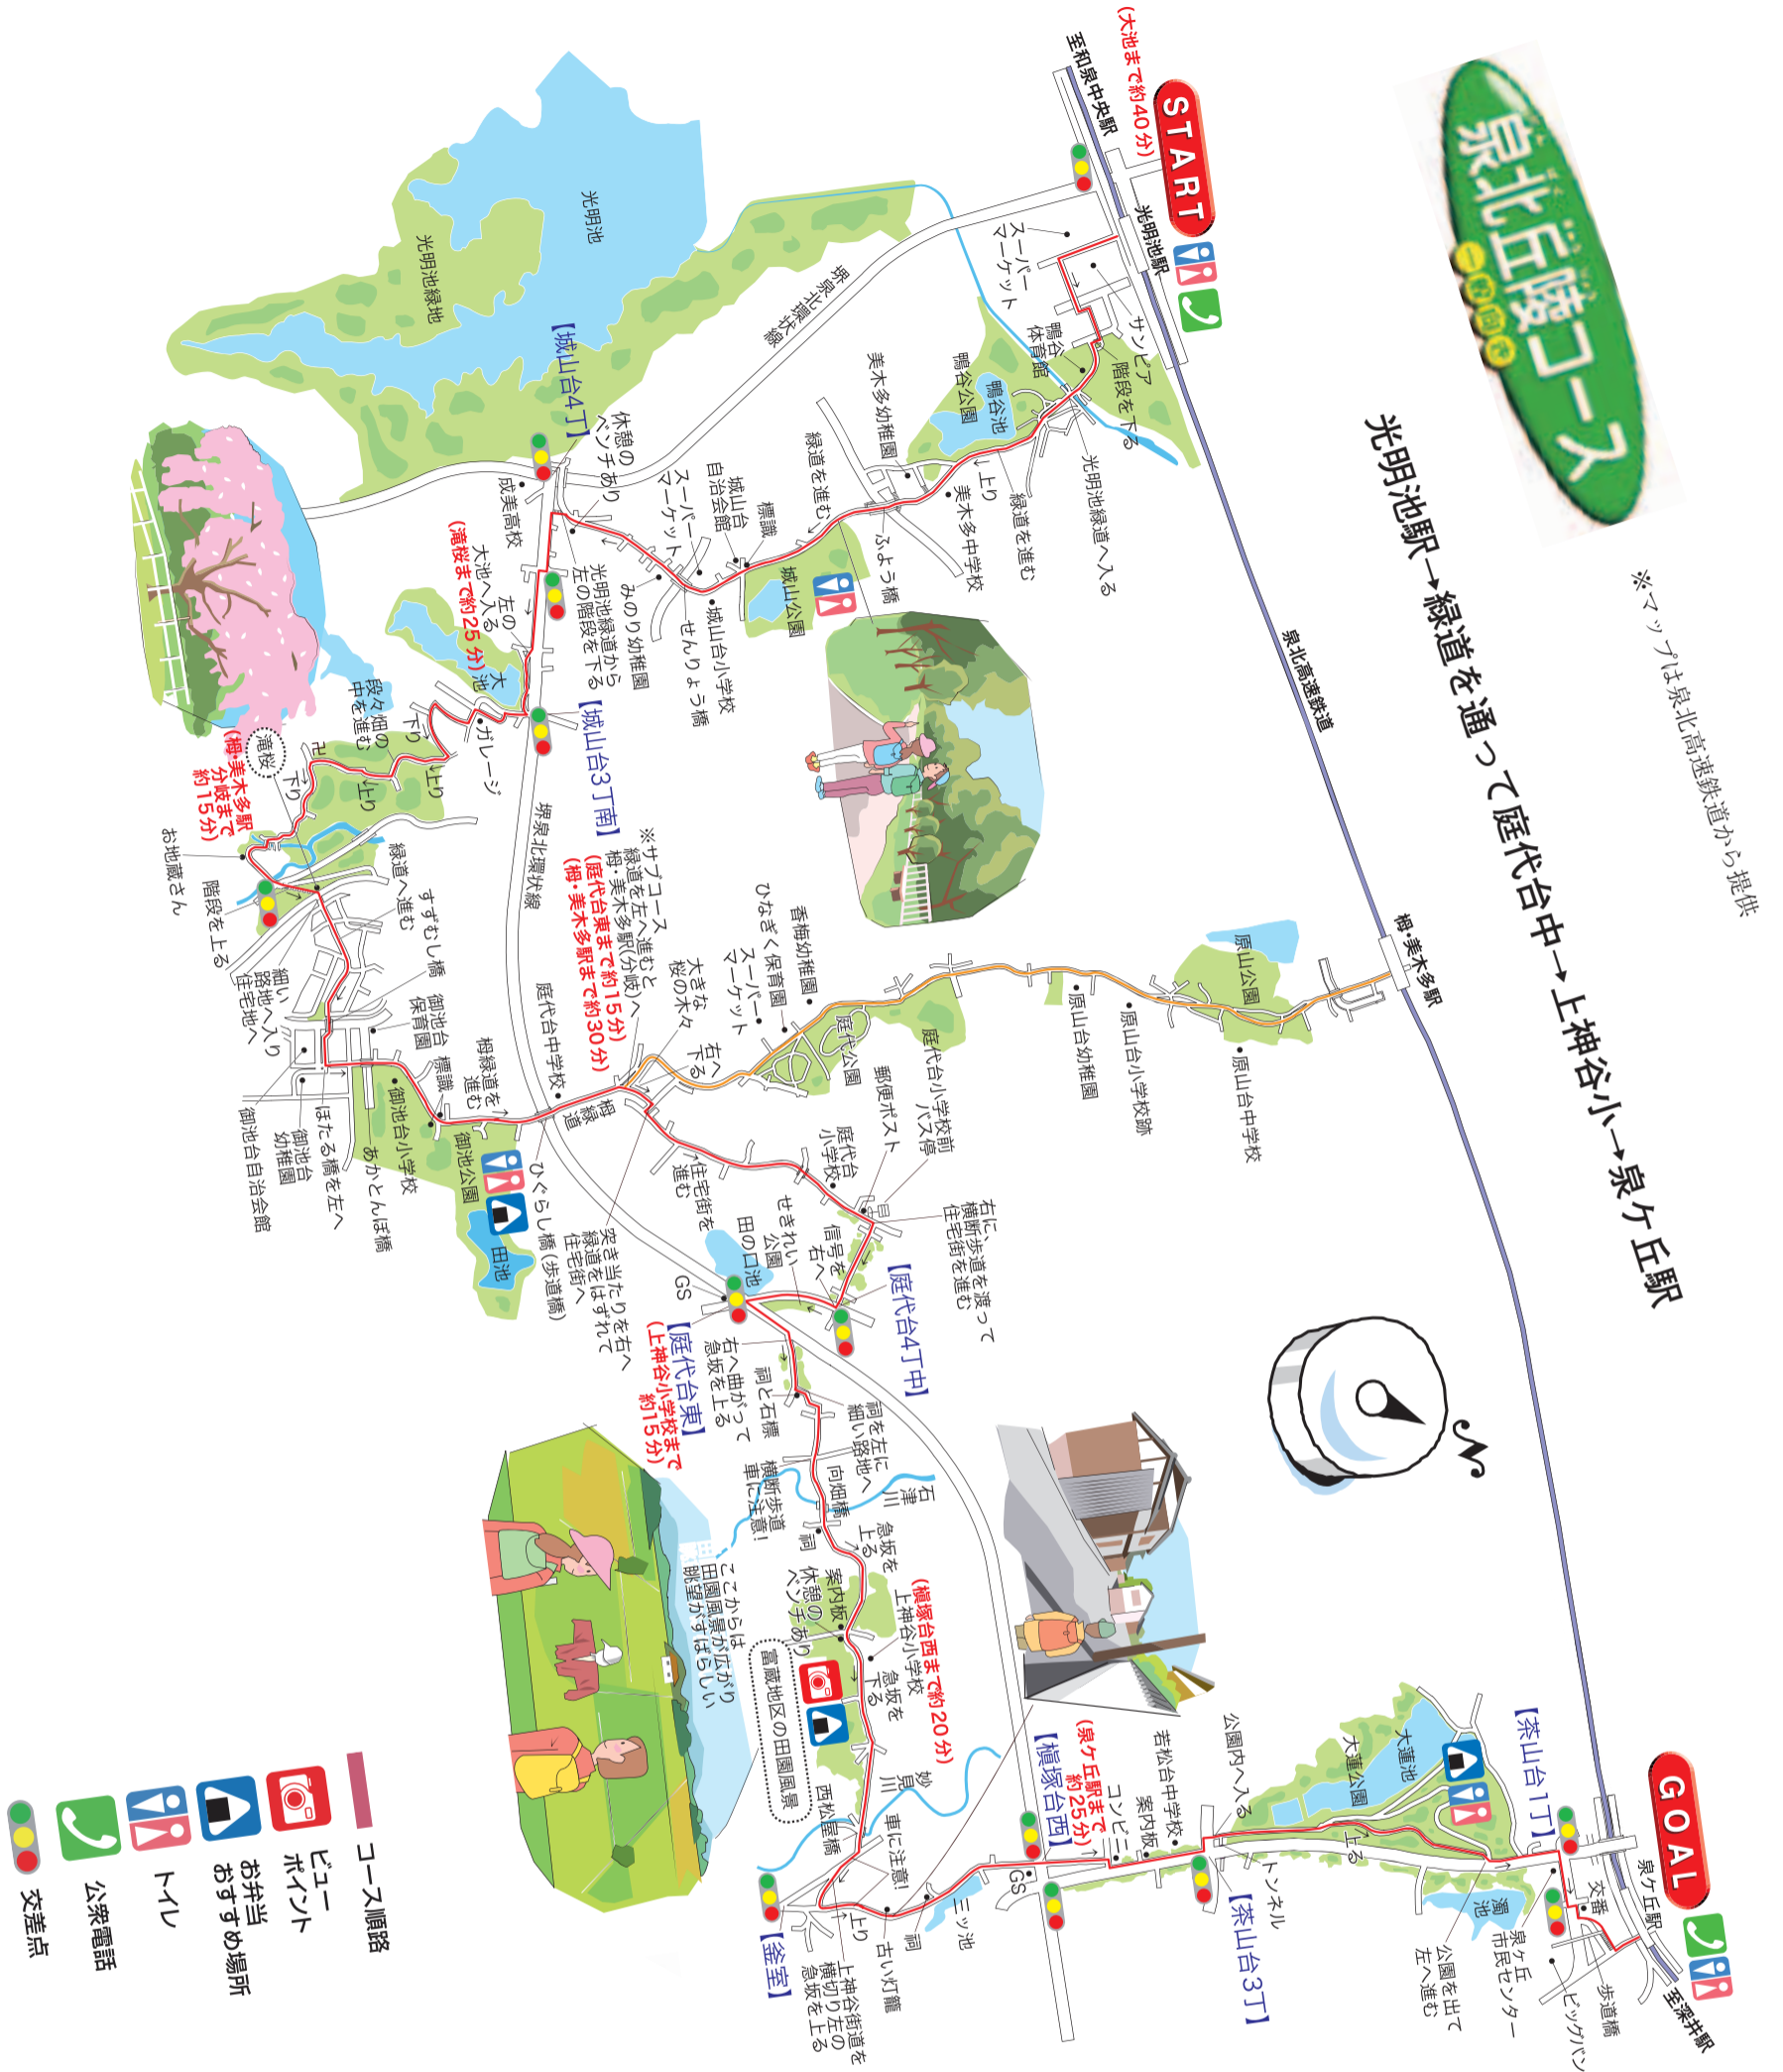 泉北丘陵コース
一般向き
※マップは泉北高速鉄道から提供
光明池駅→緑道を通って庭代台中→上神谷小→泉ケ丘駅
START
(大池まで約40分)
至和泉中央駅
光明池駅
スーパー
マーケット
サンピア
階段を下る
鴨谷
体育館
光明池緑道へ入る
鴨谷池
鴨谷公園
緑道を進む
上り
美木多幼稚園
美木多中学校
ふよう橋
緑道を進む
城山公園
標識
城山台
自治会館
城山台小学校
せんりょう橋
スーパー
マーケット
みのり幼稚園
休憩の
ベンチあり
光明池緑道から
左の階段を下る
【城山台4丁】
成美高校
堺泉北環状線
光明池
光明池緑地
左の
大池へ入る
(滝桜まで約25分)
大池
【城山台3丁南】
ガレージ
下り
上り
段々畑の
中を進む
上り
卍
下り
滝桜
(栂・美木多駅
分岐まで
約15分)
お地蔵さん
階段を上る
緑道へ進む
細い
路地へ入り
住宅地へ
すずむし橋
御池台
保育園
御池台自治会館
御池台
幼稚園
ほたる橋を左へ
あかとんぼ橋
御池台小学校
標識
栂緑道を
進む
御池公園
田池
ひぐらし橋(歩道橋)
堺泉北環状線
庭代台中学校
栂
緑道
※サブコース
緑道を左へ進むと
栂・美木多駅(分岐)へ
(庭代台東まで約15分)
(栂・美木多駅まで約30分)
大きな
桜の木々
右へ
下る
スーパー
マーケット
ひなぎく保育園
香梅幼稚園
庭代公園
原山台幼稚園
原山台小学校跡
原山台中学校
原山公園
栂・美木多駅
泉北高速鉄道
突き当たりを右へ
緑道をはずれて
住宅街へ
住宅街を
進む
庭代台
小学校
郵便ポスト
庭代台小学校前
バス停
右に、
横断歩道を渡って
住宅街を進む
信号を
右へ
【庭代台4丁中】
せきれい
公園
田の口池
GS
【庭代台東】
(上神谷小学校まで
約15分)
右へ曲がって
急坂を上る
祠と石標
祠を左に
細い路地へ
横断歩道
車に注意!
向畑橋
石津川
祠
急坂を
上る
案内板
休憩の
ベンチあり
上神谷小学校
(槇塚台西まで約20分)
急坂を
下る
ここからは
田園風景が広がり
眺望がすばらしい
富蔵地区の田園風景
西松屋橋
妙見川
車に注意!
【釜室】
上神谷街道を
横切り左の
急坂を上る
上り
古い灯籠
祠
三ッ池
GS
【槇塚台西】
(泉ケ丘駅まで
約25分)
コンビニ
案内板
若松台中学校
公園内へ入る
トンネル
【茶山台3丁】
大蓮公園
大蓮池
上る
【茶山台1丁】
公園を出て
左へ進む
濁池
泉ケ丘
市民センター
交番
歩道橋
ビッグバン
泉ケ丘駅
至深井駅
GOAL
N
コース順路
ビュー
ポイント
お弁当
おすすめ場所
トイレ
公衆電話
交差点